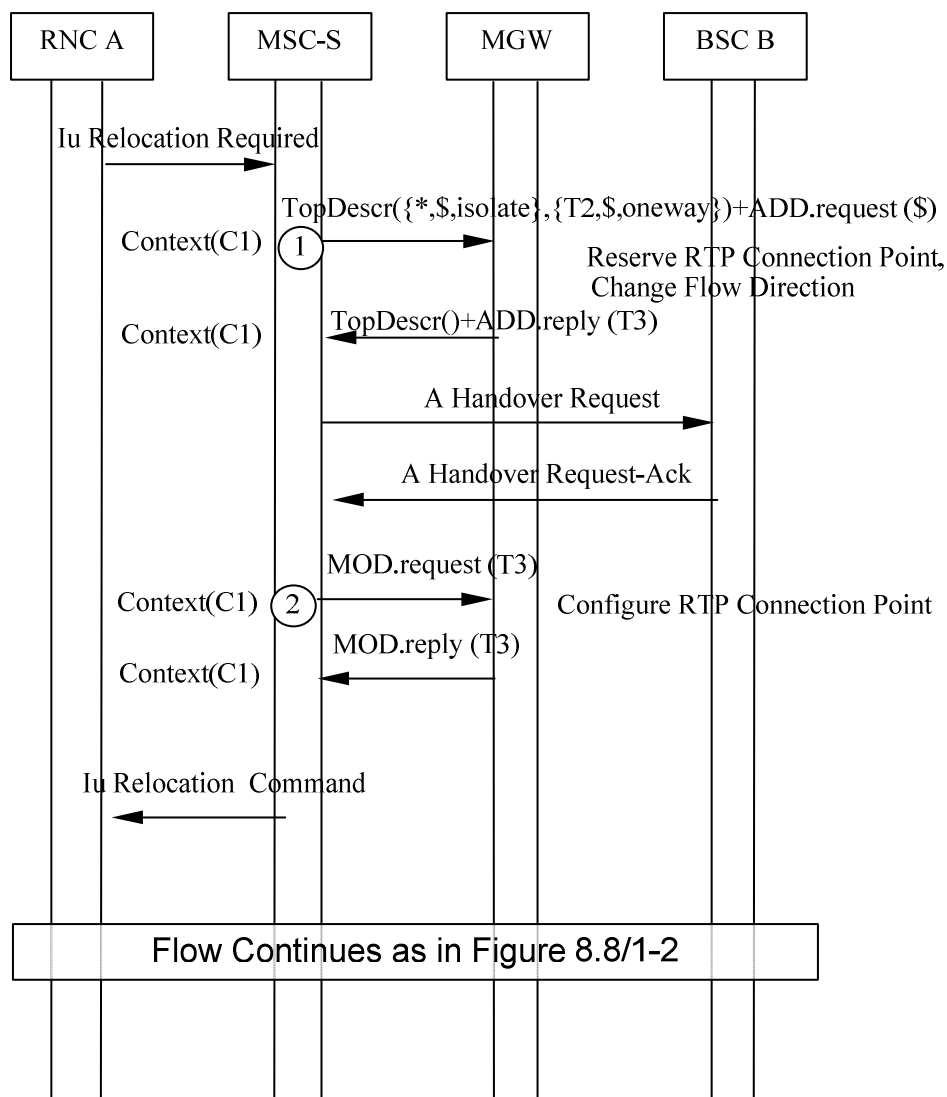 RNC A
MSC-S
MGW
BSC B
Iu Relocation Required
TopDescr({*,$,isolate},{T2,$,oneway})+ADD.request ($)
Context(C1)
1
Reserve RTP Connection Point,
Change Flow Direction
TopDescr()+ADD.reply (T3)
Context(C1)
A Handover Request
A Handover Request-Ack
MOD.request (T3)
Context(C1)
2
Configure RTP Connection Point
MOD.reply (T3)
Context(C1)
Iu Relocation Command
Flow Continues as in Figure 8.8/1-2